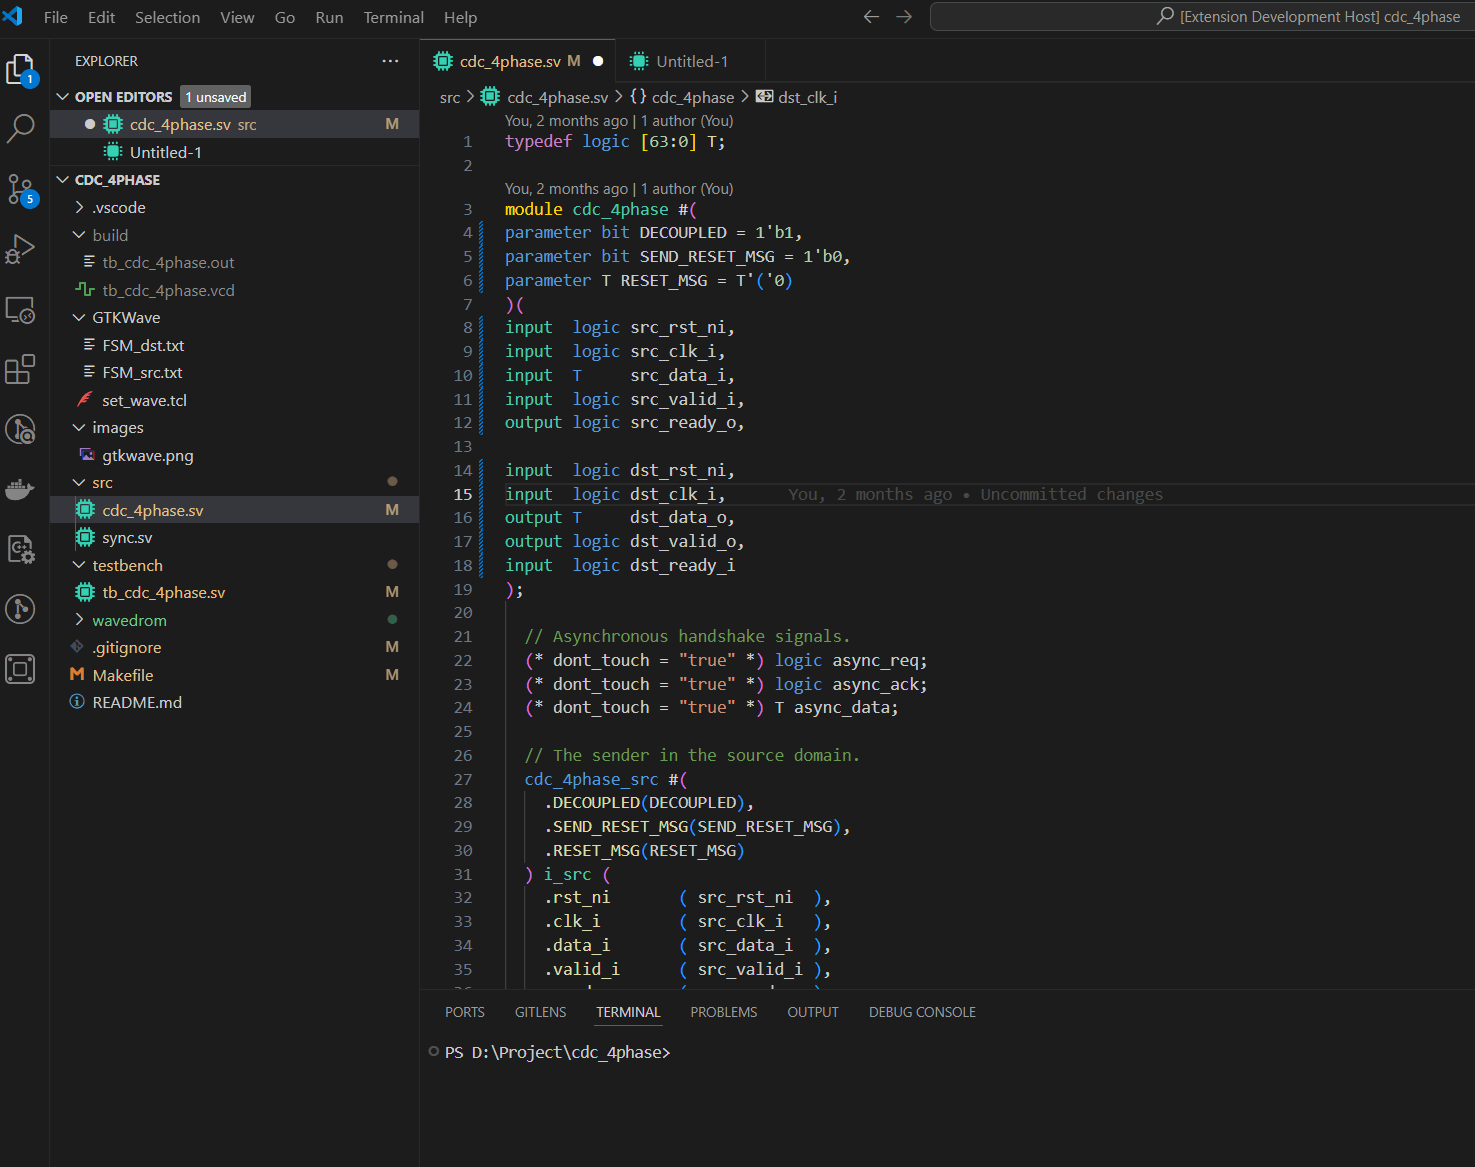 File Edit Selection View Go Run Terminal Help
[Extension Development Host] cdc_4phase
EXPLORER
OPEN EDITORS 1 unsaved
cdc_4phase.sv src M
Untitled-1
CDC_4PHASE
.vscode
build
tb_cdc_4phase.out
tb_cdc_4phase.vcd
GTKWave
FSM_dst.txt
FSM_src.txt
set_wave.tcl
images
gtkwave.png
src
cdc_4phase.sv M
sync.sv
testbench
tb_cdc_4phase.sv M
wavedrom
.gitignore M
Makefile M
README.md
1
5
cdc_4phase.sv M Untitled-1
src > cdc_4phase.sv > {} cdc_4phase > dst_clk_i
You, 2 months ago | 1 author (You)
1 typedef logic [63:0] T;
2
You, 2 months ago | 1 author (You)
3 module cdc_4phase #(
4 parameter bit DECOUPLED = 1'b1,
5 parameter bit SEND_RESET_MSG = 1'b0,
6 parameter T RESET_MSG = T'('0)
7 )(
8 input  logic src_rst_ni,
9 input  logic src_clk_i,
10 input  T     src_data_i,
11 input  logic src_valid_i,
12 output logic src_ready_o,
13
14 input  logic dst_rst_ni,
15 input  logic dst_clk_i, You, 2 months ago • Uncommitted changes
16 output T     dst_data_o,
17 output logic dst_valid_o,
18 input  logic dst_ready_i
19 );
20
21 // Asynchronous handshake signals.
22 (* dont_touch = "true" *) logic async_req;
23 (* dont_touch = "true" *) logic async_ack;
24 (* dont_touch = "true" *) T async_data;
25
26 // The sender in the source domain.
27 cdc_4phase_src #(
28 .DECOUPLED(DECOUPLED),
29 .SEND_RESET_MSG(SEND_RESET_MSG),
30 .RESET_MSG(RESET_MSG)
31 ) i_src (
32 .rst_ni       ( src_rst_ni  ),
33 .clk_i        ( src_clk_i   ),
34 .data_i       ( src_data_i  ),
35 .valid_i      ( src_valid_i ),
PORTS GITLENS TERMINAL PROBLEMS OUTPUT DEBUG CONSOLE
PS D:\Project\cdc_4phase>